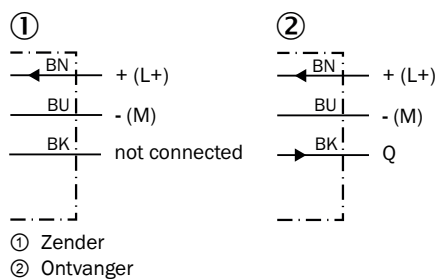 ① ②
BN + (L+)
BU - (M)
BK not connected
BN + (L+)
BU - (M)
BK Q
① Zender
② Ontvanger